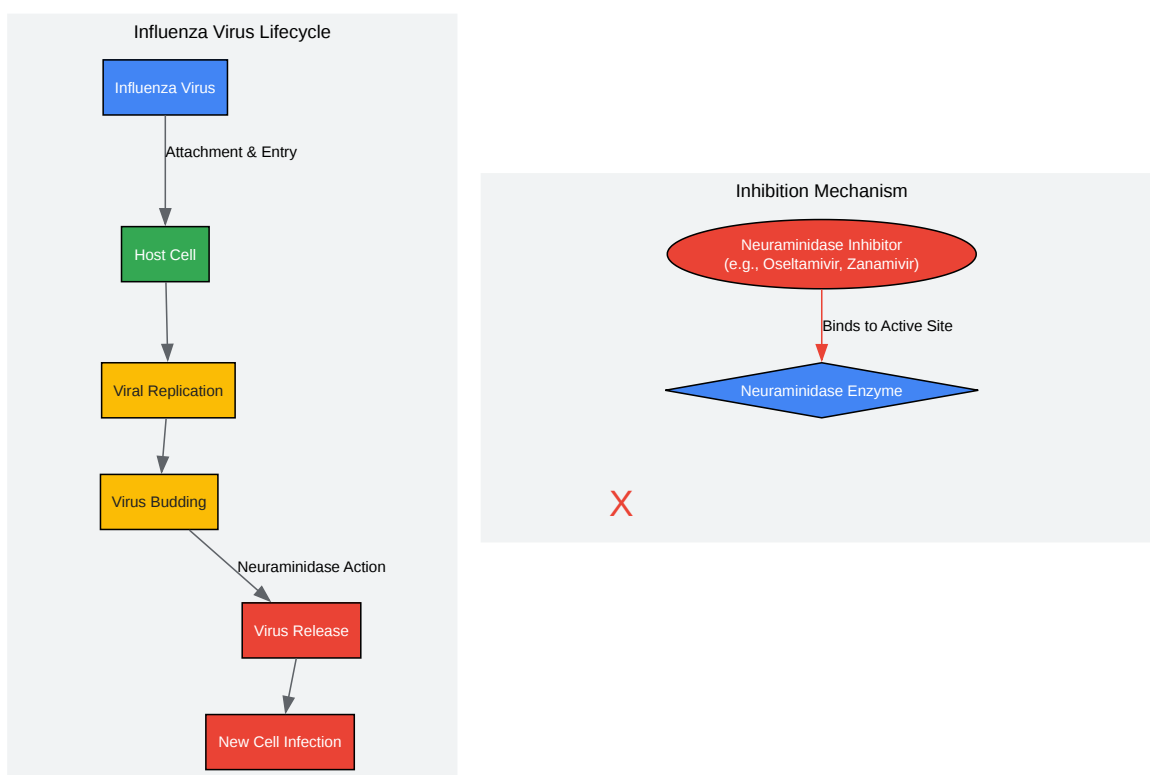 Influenza Virus Lifecycle
Influenza Virus
Attachment & Entry
Host Cell
Viral Replication
Virus Budding
Neuraminidase Action
Virus Release
New Cell Infection
Inhibition Mechanism
Neuraminidase Inhibitor
(e.g., Oseltamivir, Zanamivir)
Binds to Active Site
Neuraminidase Enzyme
X